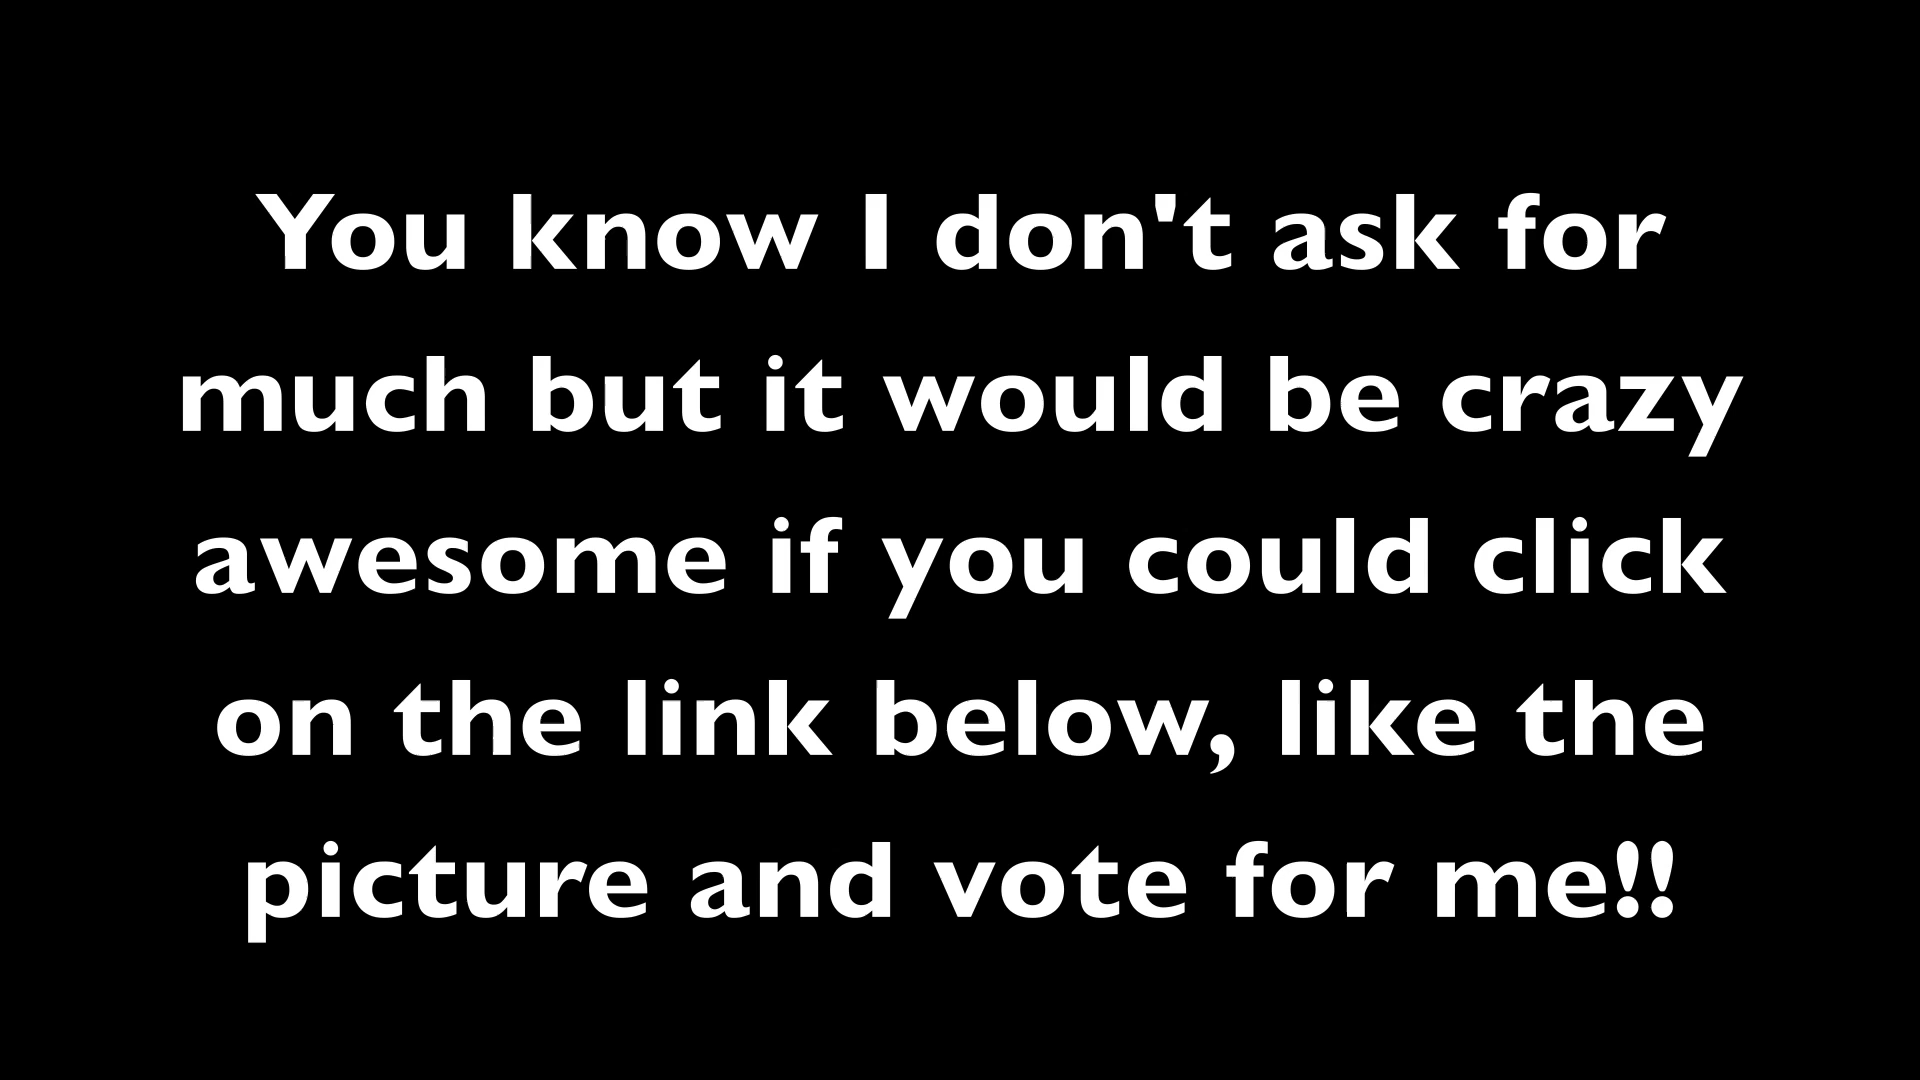 You know I don't ask for
much but it would be crazy
awesome if you could click
on the link below, like the
picture and vote for me!!